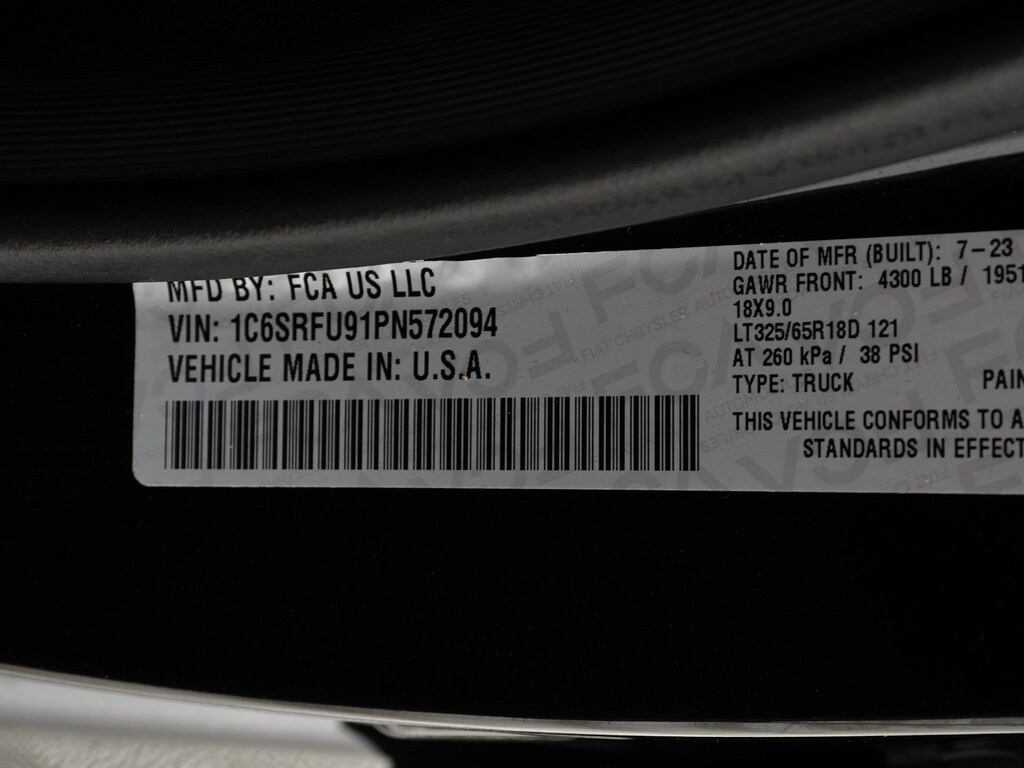 MFD BY: FCA US LLC
VIN: 1C6SRFU91PN572094
VEHICLE MADE IN: U.S.A.
DATE OF MFR (BUILT): 7-23
GAWR FRONT: 4300 LB / 1951
18X9.0
LT325/65R18D 121
AT 260 kPa / 38 PSI
TYPE: TRUCK
THIS VEHICLE CONFORMS TO
STANDARDS IN EFFECT